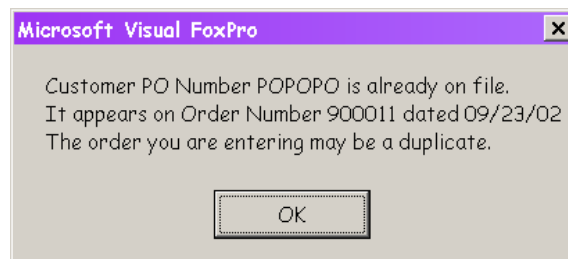 Microsoft Visual FoxPro
Customer PO Number POPOPO is already on file.
It appears on Order Number 900011 dated 09/23/02
The order you are entering may be a duplicate.
OK